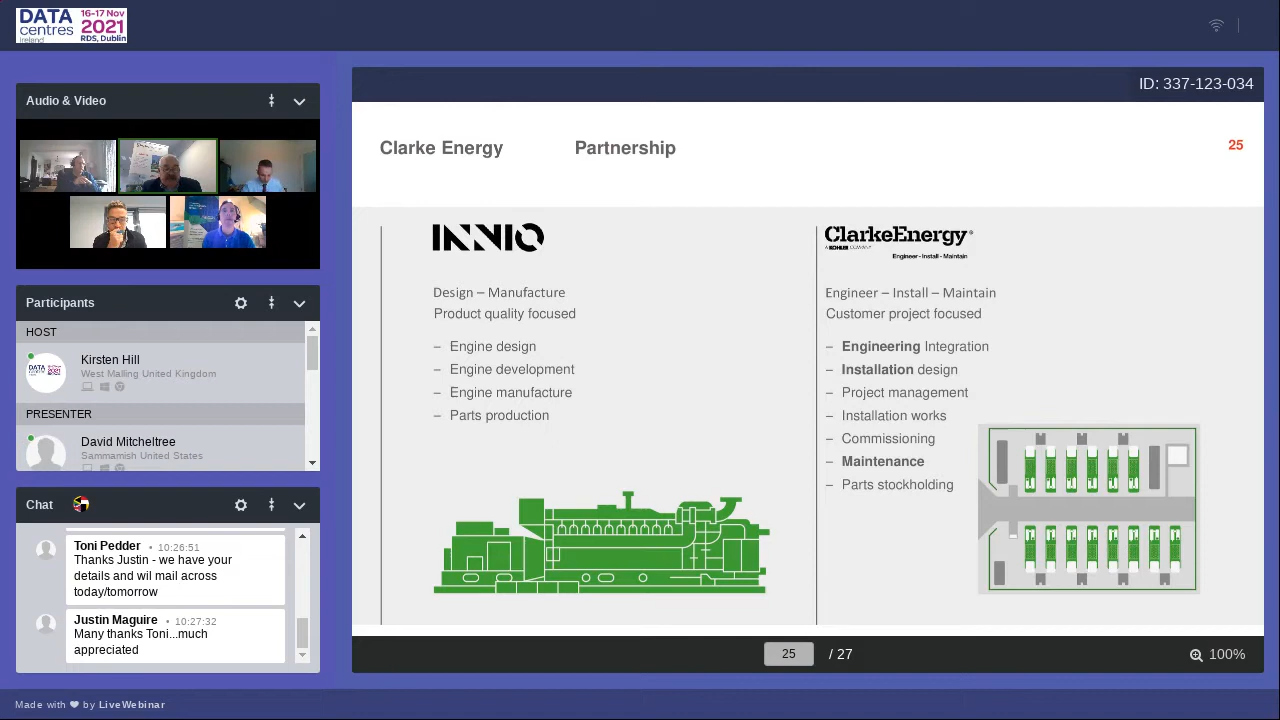 DATA
centres
Ireland
16-17 Nov
2021
RDS, Dublin
ID: 337-123-034
Audio & Video
Participants
HOST
Kirsten Hill
West Malling United Kingdom
PRESENTER
David Mitcheltree
Sammamish United States
Chat
Toni Pedder • 10:26:51
Thanks Justin - we have your
details and wil mail across
today/tomorrow
Justin Maguire • 10:27:32
Many thanks Toni...much
appreciated
Clarke Energy Partnership
25
INNIO
Design – Manufacture
Product quality focused
– Engine design
– Engine development
– Engine manufacture
– Parts production
ClarkeEnergy®
A KOHLER COMPANY
Engineer - Install - Maintain
Engineer – Install – Maintain
Customer project focused
– Engineering Integration
– Installation design
– Project management
– Installation works
– Commissioning
– Maintenance
– Parts stockholding
25 / 27
100%
Made with ❤ by LiveWebinar